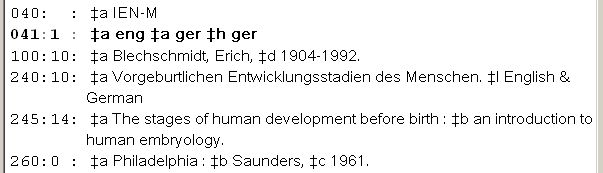 040: : ‡a IEN-M
041:1 : ‡a eng ‡a ger ‡h ger
100:10: ‡a Blechschmidt, Erich, ‡d 1904-1992.
240:10: ‡a Vorgeburtlichen Entwicklungsstadien des Menschen. ‡l English &
German
245:14: ‡a The stages of human development before birth : ‡b an introduction to
human embryology.
260:0 : ‡a Philadelphia : ‡b Saunders, ‡c 1961.